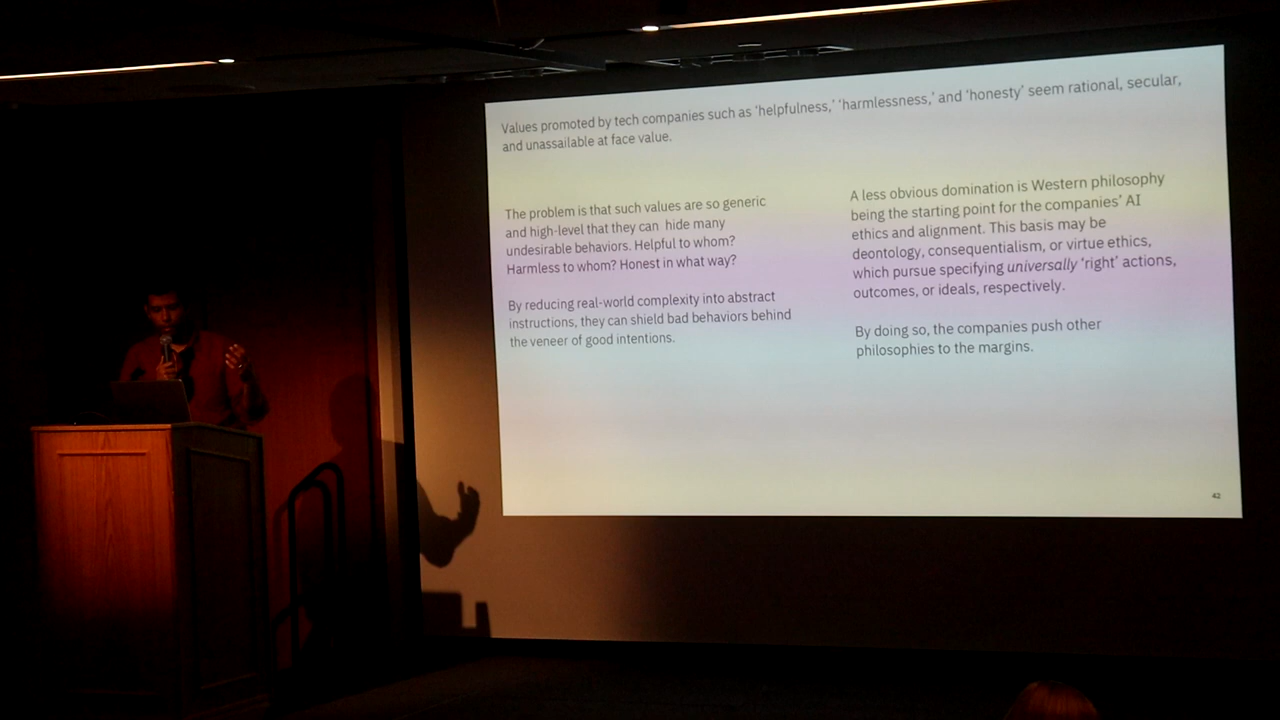 Values promoted by tech companies such as 'helpfulness,' 'harmlessness,' and 'honesty' seem rational, secular,
and unassailable at face value.
The problem is that such values are so generic
and high-level that they can hide many
undesirable behaviors. Helpful to whom?
Harmless to whom? Honest in what way?
By reducing real-world complexity into abstract
instructions, they can shield bad behaviors behind
the veneer of good intentions.
A less obvious domination is Western philosophy
being the starting point for the companies' AI
ethics and alignment. This basis may be
deontology, consequentialism, or virtue ethics,
which pursue specifying universally 'right' actions,
outcomes, or ideals, respectively.
By doing so, the companies push other
philosophies to the margins.
42